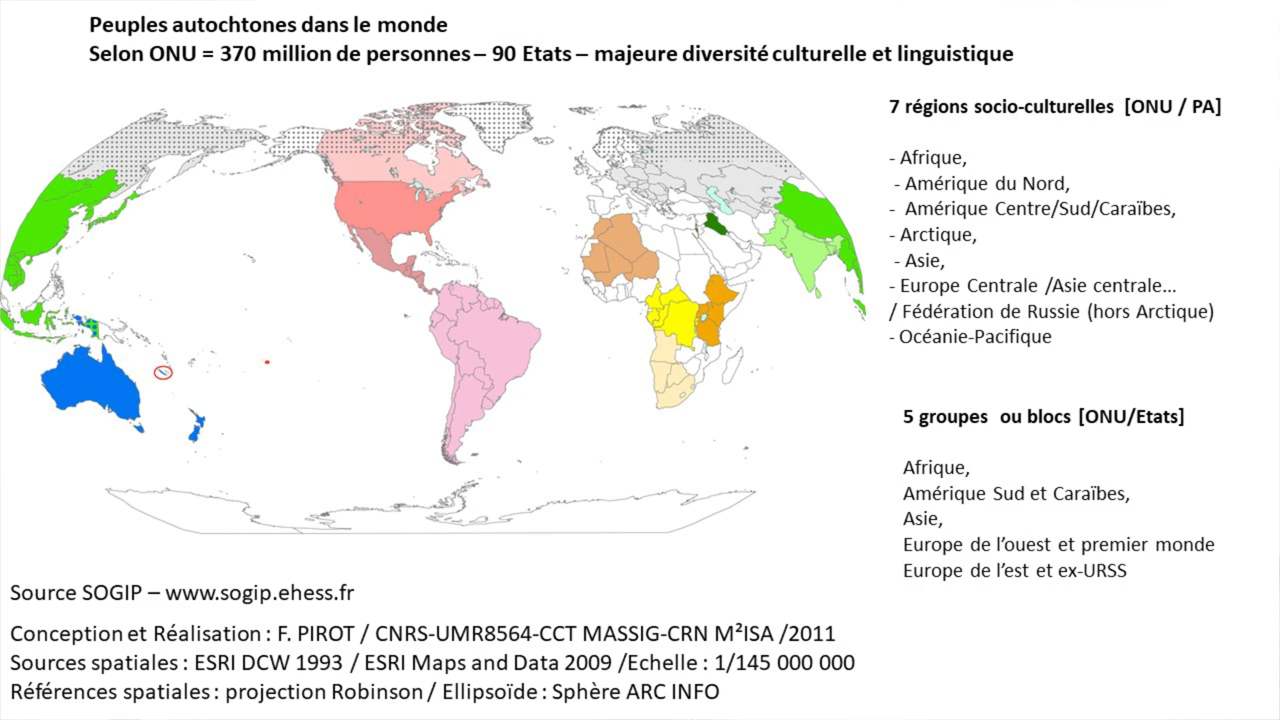 Peuples autochtones dans le monde
Selon ONU = 370 million de personnes – 90 Etats – majeure diversité culturelle et linguistique
7 régions socio-culturelles [ONU / PA]
- Afrique,
- Amérique du Nord,
- Amérique Centre/Sud/Caraïbes,
- Arctique,
- Asie,
- Europe Centrale /Asie centrale...
/ Fédération de Russie (hors Arctique)
- Océanie-Pacifique
5 groupes ou blocs [ONU/Etats]
Afrique,
Amérique Sud et Caraïbes,
Asie,
Europe de l'ouest et premier monde
Europe de l'est et ex-URSS
Source SOGIP – www.sogip.ehess.fr
Conception et Réalisation : F. PIROT / CNRS-UMR8564-CCT MASSIG-CRN M²ISA /2011
Sources spatiales : ESRI DCW 1993 / ESRI Maps and Data 2009 /Echelle : 1/145 000 000
Références spatiales : projection Robinson / Ellipsoïde : Sphère ARC INFO